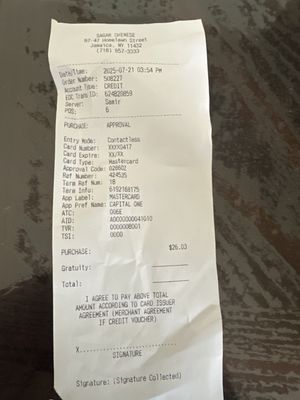 SAGAR CHINESE
87-47 Homelawn Street
Jamaica, NY 11432
(718) 657-3333
Date/Time: 2025-07-21 03:54 PM
Order Number: 508227
Account Type: CREDIT
EDC Trans ID: 624820859
Server: Samir
POS: 6
PURCHASE: APPROVAL
Entry Mode: Contactless
Card Number:
Card Expire: XX/XX
Card Type: Mastercard
Approval Code: 02860Z
Ref Number: 424535
Term Ref Num: 18
Term Info: 6192168175
App Label: MASTERCARD
App Pref Name: CAPITAL ONE
ATC: 006E
AID: A0000000041010
TVR: 0000008001
TSI: 0000
PURCHASE: $26.03
Gratuity:
Total:
I AGREE TO PAY ABOVE TOTAL
AMOUNT ACCORDING TO CARD ISSUER
AGREEMENT (MERCHANT AGREEMENT
IF CREDIT VOUCHER)
X................................
SIGNATURE
Signature: (Signature Collected)